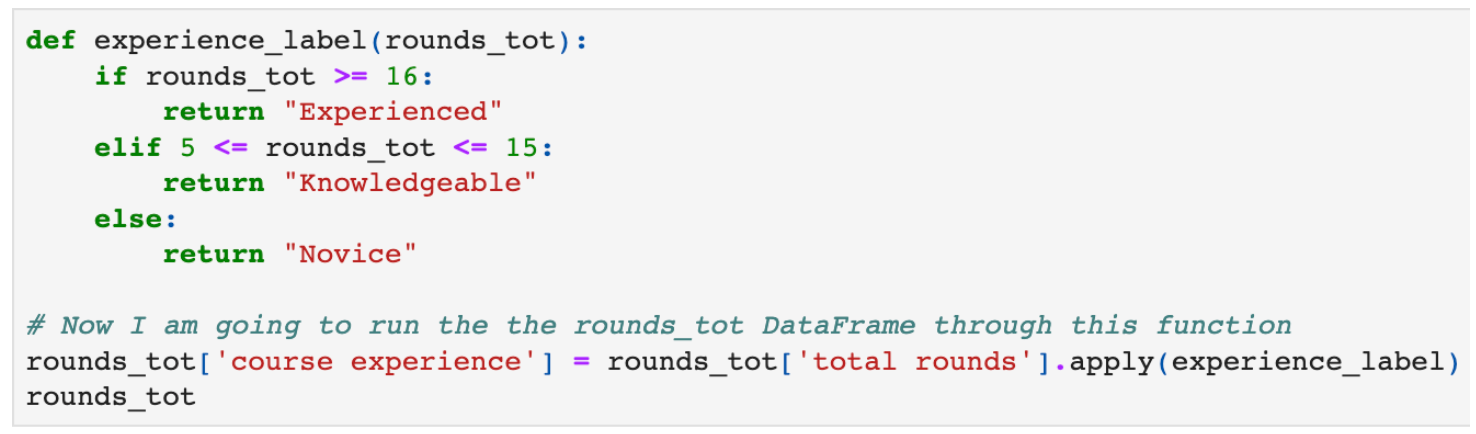 def experience_label(rounds_tot):
    if rounds_tot >= 16:
        return "Experienced"
    elif 5 <= rounds_tot <= 15:
        return "Knowledgeable"
    else:
        return "Novice"
# Now I am going to run the the rounds_tot DataFrame through this function
rounds_tot['course experience'] = rounds_tot['total rounds'].apply(experience_label)
rounds_tot